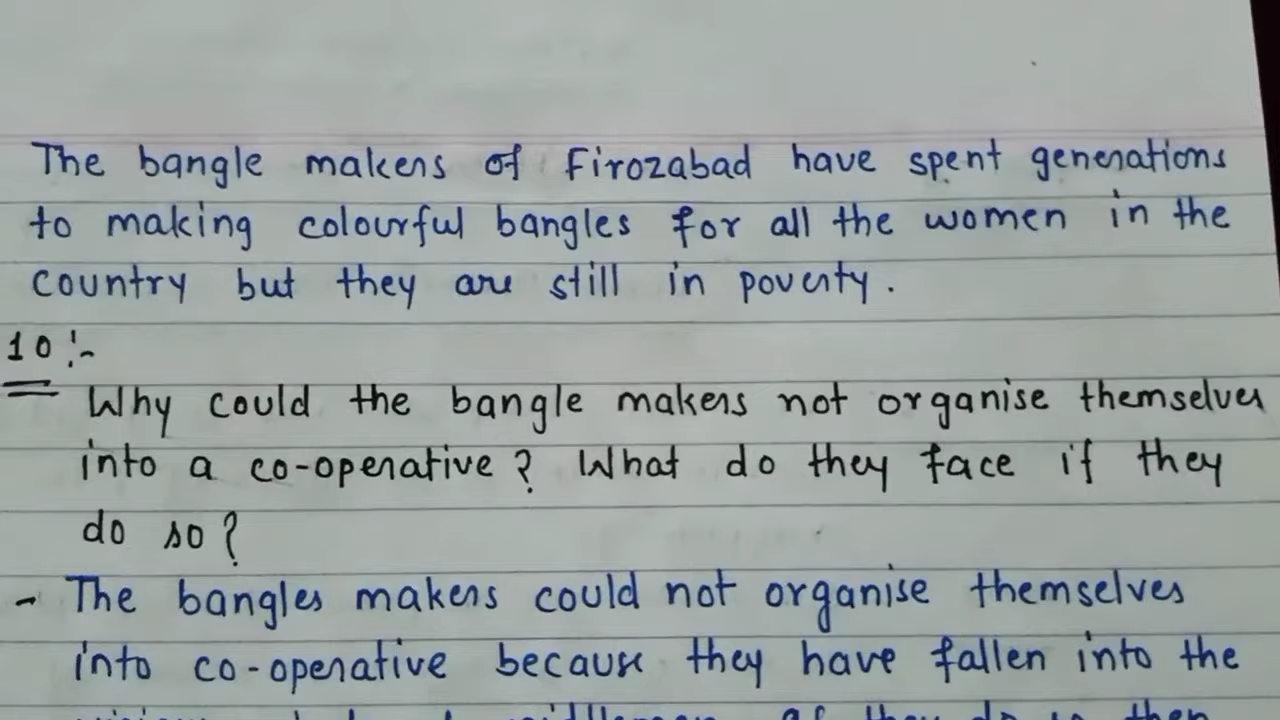 The bangle makers of Firozabad have spent generations
to making colourful bangles for all the women in the
country but they are still in poverty.
10:-
Why could the bangle makers not organise themselves
into a co-operative? What do they face if they
do so?
- The bangles makers could not organise themselves
into co-operative because they have fallen into the